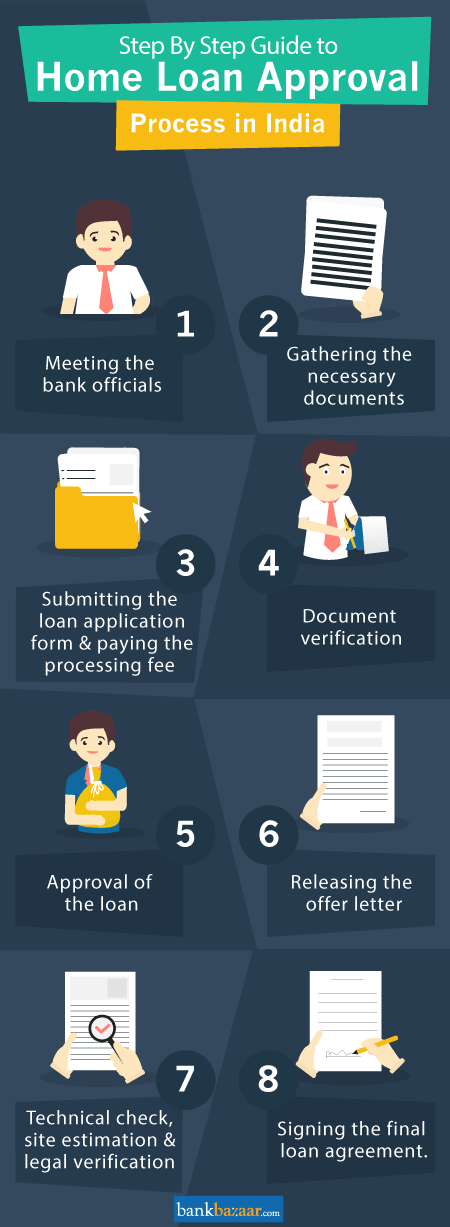 Step By Step Guide to
Home Loan Approval
Process in India
1
Meeting the
bank officials
2
Gathering the
necessary
documents
3
Submitting the
loan application
form & paying the
processing fee
4
Document
verification
5
Approval of
the loan
6
Releasing the
offer letter
7
Technical check,
site estimation &
legal verification
8
Signing the final
loan agreement.
bankbazaar.com